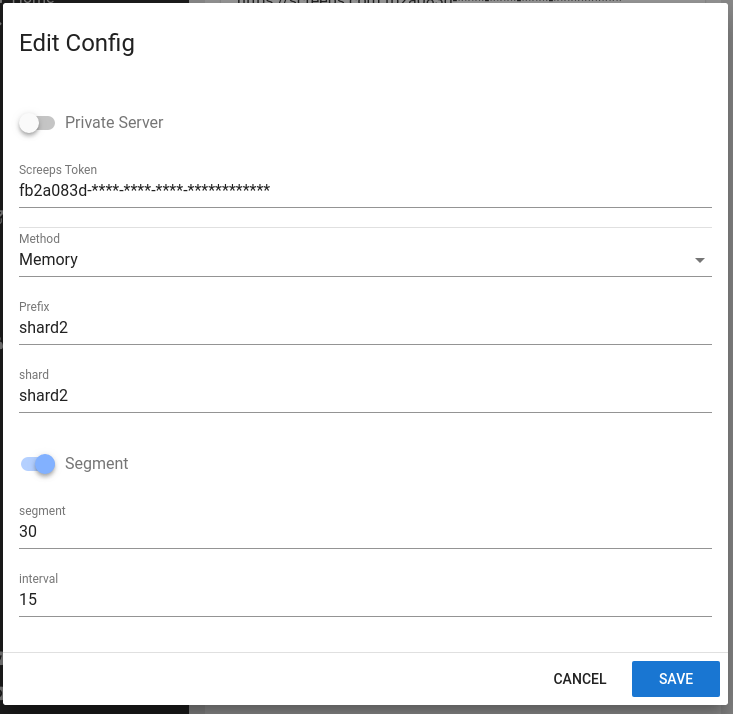 Edit Config
Private Server
Screeps Token
fb2a083d-****-****-****-************
Method
Memory
Prefix
shard2
shard
shard2
Segment
segment
30
interval
15
CANCEL SAVE